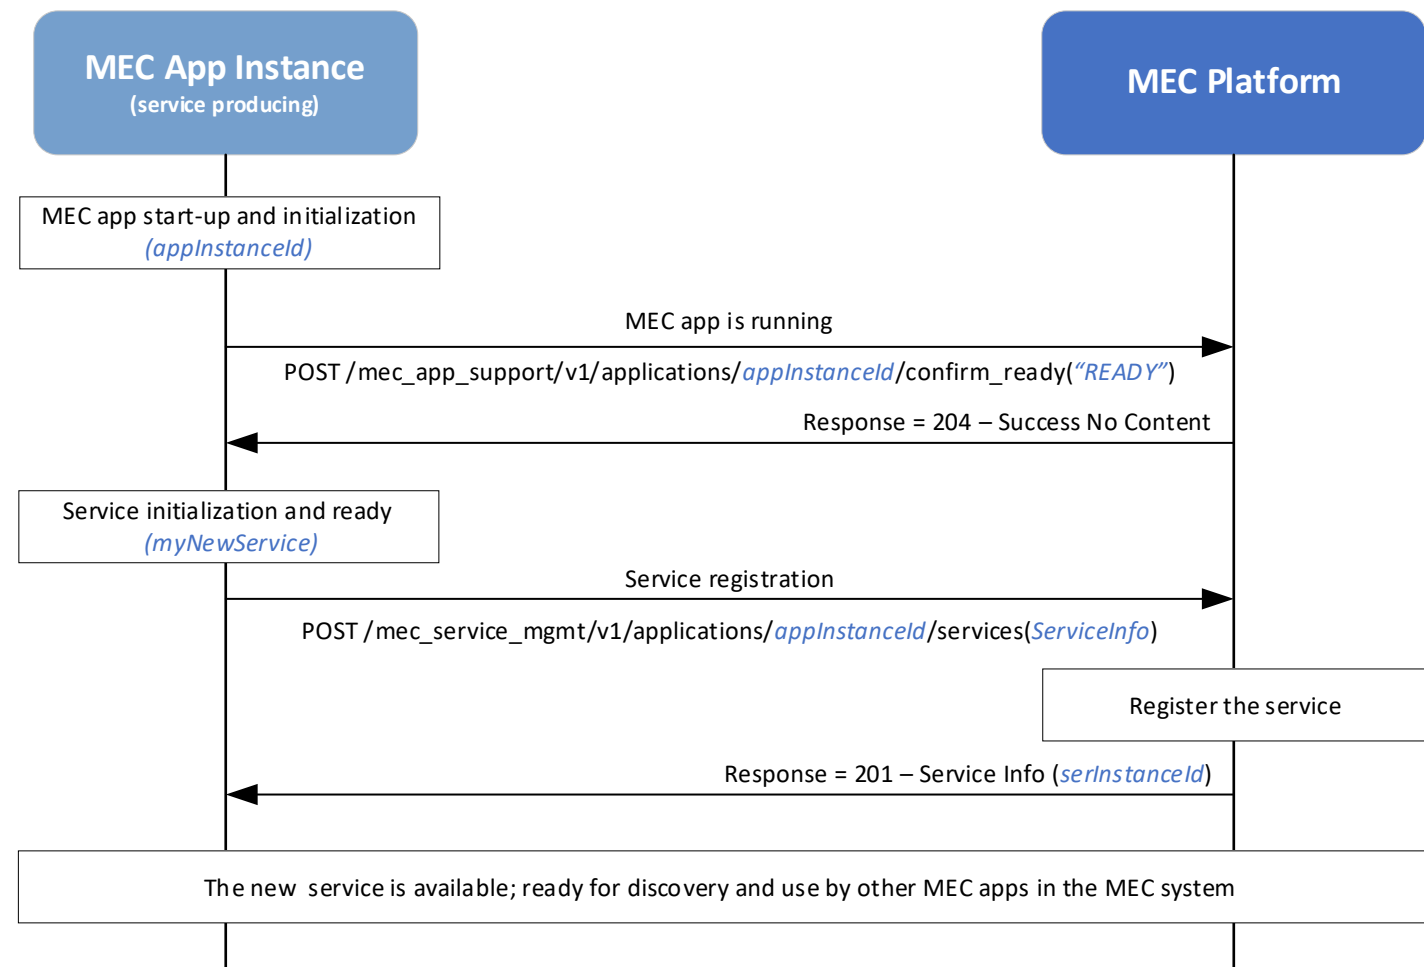 MEC App Instance
(service producing)
MEC Platform
MEC app start-up and initialization
(appInstanceId)
MEC app is running
POST /mec_app_support/v1/applications/appInstanceId/confirm_ready(“READY”)
Response = 204 – Success No Content
Service initialization and ready
(myNewService)
Service registration
POST /mec_service_mgmt/v1/applications/appInstanceId/services(ServiceInfo)
Register the service
Response = 201 – Service Info (serInstanceId)
The new service is available; ready for discovery and use by other MEC apps in the MEC system